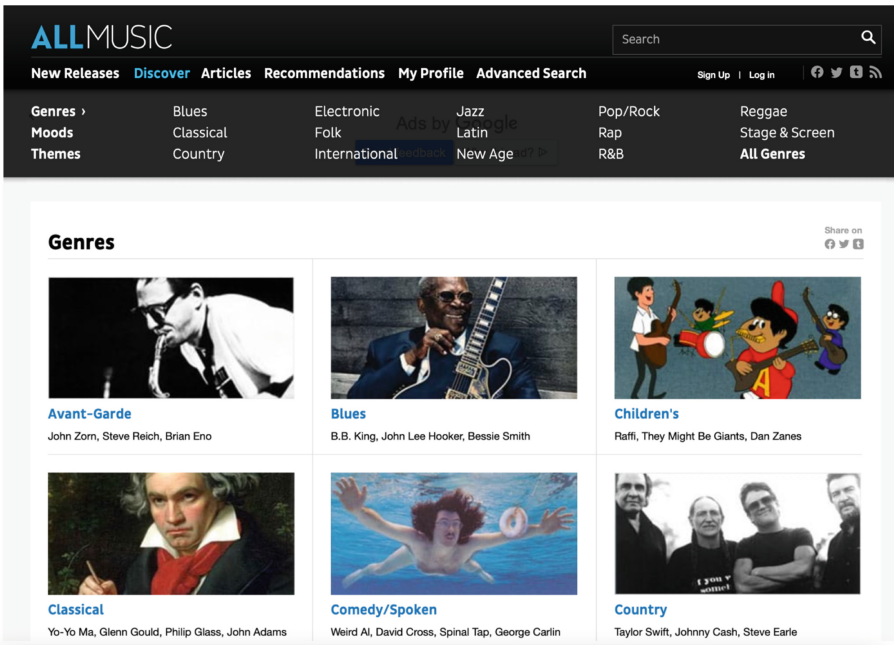 ALLMUSIC
Search
New Releases Discover Articles Recommendations My Profile Advanced Search
Sign Up | Log in
Genres › Blues Electronic Jazz Pop/Rock Reggae
Ads by Google
Moods Classical Folk Latin Rap Stage & Screen
Themes Country International New Age R&B All Genres
Genres
Share on
Avant-Garde Blues Children's
John Zorn, Steve Reich, Brian Eno B.B. King, John Lee Hooker, Bessie Smith Raffi, They Might Be Giants, Dan Zanes
A
if you v
somet
Classical Comedy/Spoken Country
Yo-Yo Ma, Glenn Gould, Philip Glass, John Adams Weird Al, David Cross, Spinal Tap, George Carlin Taylor Swift, Johnny Cash, Steve Earle